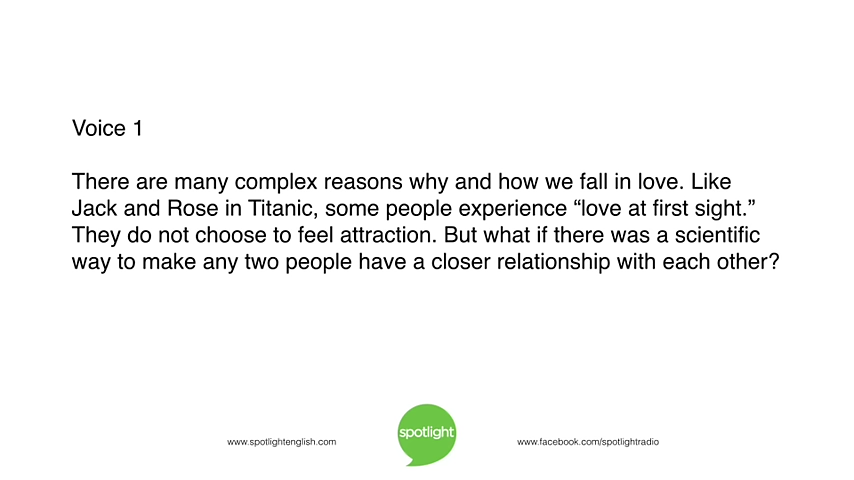 Voice 1
There are many complex reasons why and how we fall in love. Like
Jack and Rose in Titanic, some people experience “love at first sight.”
They do not choose to feel attraction. But what if there was a scientific
way to make any two people have a closer relationship with each other?
spotlight
www.spotlightenglish.com
www.facebook.com/spotlightradio